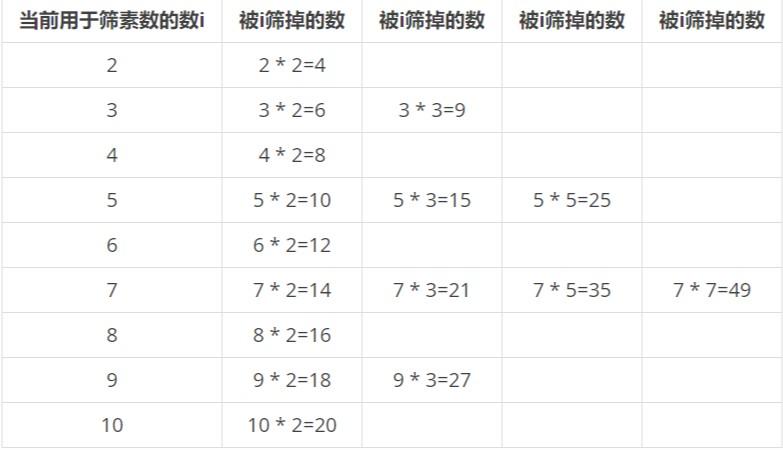 当前用于筛素数的数i 被i筛掉的数 被i筛掉的数 被i筛掉的数 被i筛掉的数
2 2 * 2=4
3 3 * 2=6 3 * 3=9
4 4 * 2=8
5 5 * 2=10 5 * 3=15 5 * 5=25
6 6 * 2=12
7 7 * 2=14 7 * 3=21 7 * 5=35 7 * 7=49
8 8 * 2=16
9 9 * 2=18 9 * 3=27
10 10 * 2=20